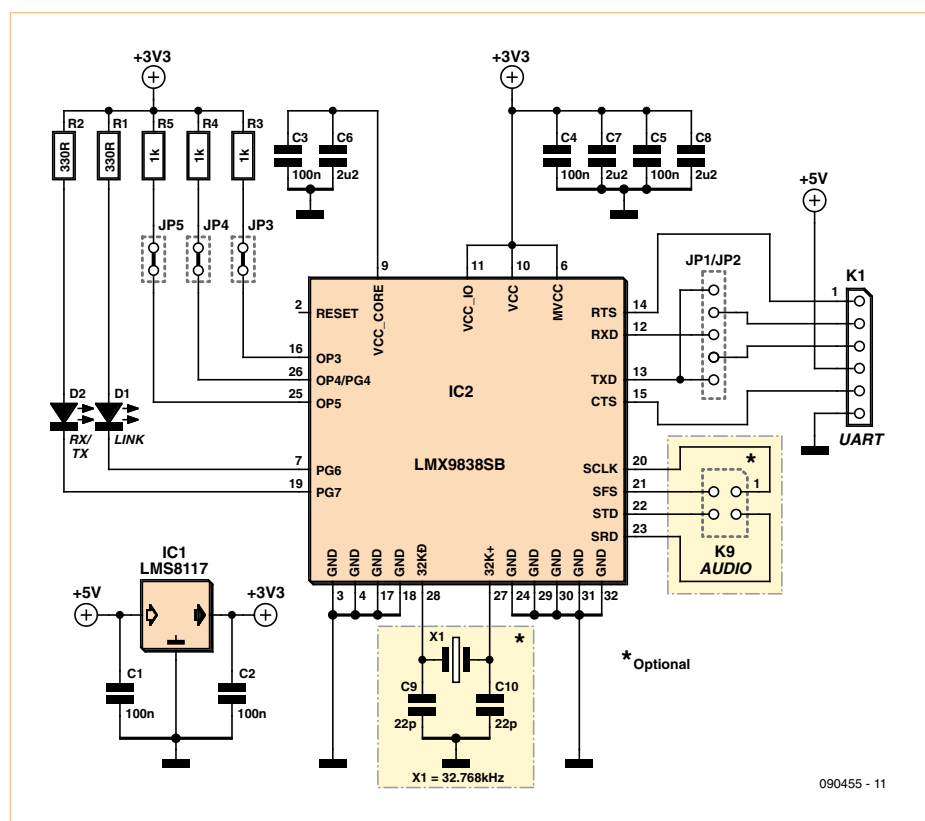 +3V3
+3V3
R2
R1
R5
R4
R3
330R
330R
1k
1k
1k
C3
100n
C6
2u2
C4
100n
C7
2u2
C5
100n
C8
2u2
+5V
JP5
JP4
JP3
JP1/JP2
K1
1
UART
9
11
10
6
2
RESET
VCC_CORE
VCC_IO
VCC
MVCC
RTS
14
RXD
12
16
OP3
26
OP4/PG4
25
OP5
IC2
TXD
13
CTS
15
D2
RX/
TX
D1
LINK
7
PG6
19
PG7
LMX9838SB
SCLK
20
SFS
21
STD
22
SRD
23
*
1
K9
AUDIO
GND
GND
GND
GND
32KĐ
32K+
GND
GND
GND
GND
GND
3
4
17
18
28
27
24
29
30
31
32
IC1
LMS8117
+5V
+3V3
C1
100n
C2
100n
X1
*
C9
22p
C10
22p
X1 = 32.768kHz
*Optional
090455 - 11